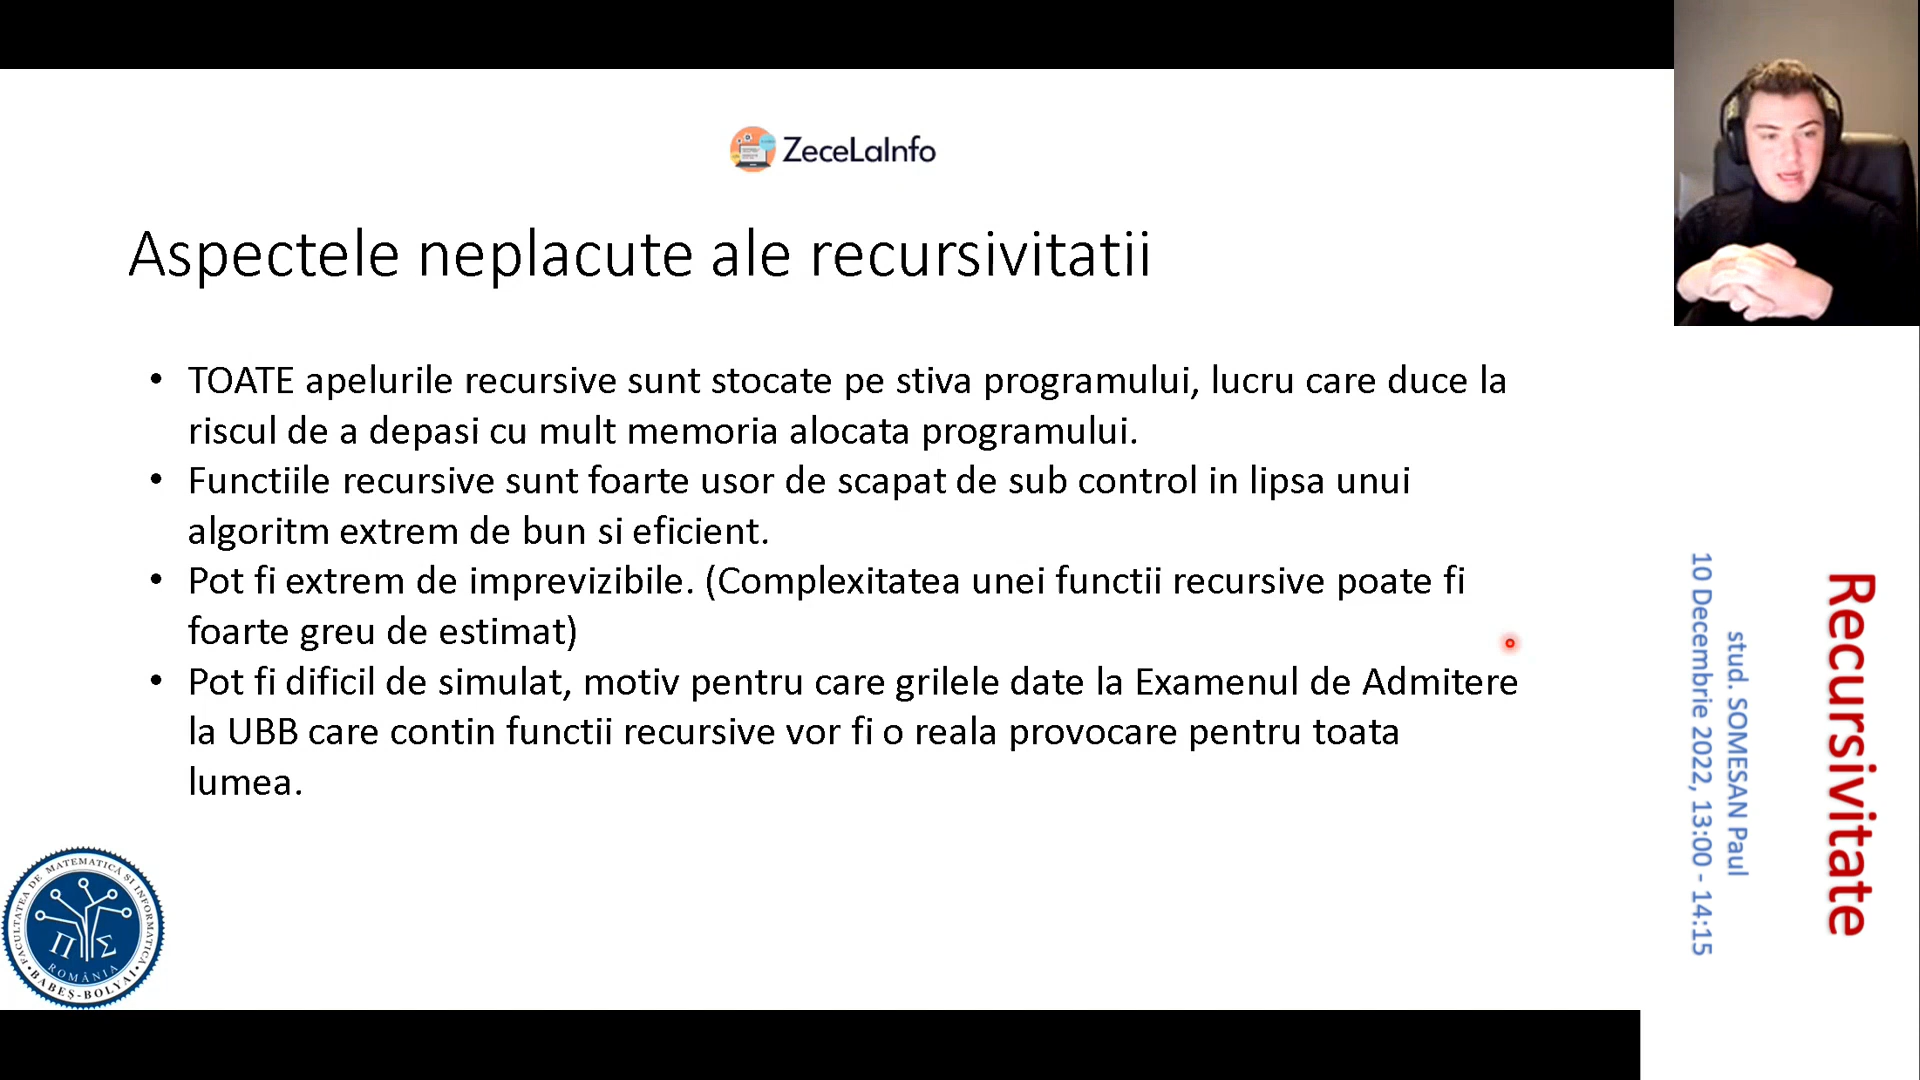 ZeceLaInfo
Aspectele neplacute ale recursivitatii
• TOATE apelurile recursive sunt stocate pe stiva programului, lucru care duce la
riscul de a depasi cu mult memoria alocata programului.
• Functiile recursive sunt foarte usor de scapat de sub control in lipsa unui
algoritm extrem de bun si eficient.
• Pot fi extrem de imprevizibile. (Complexitatea unei functii recursive poate fi
foarte greu de estimat)
• Pot fi dificil de simulat, motiv pentru care grilele date la Examenul de Admitere
la UBB care contin functii recursive vor fi o reala provocare pentru toata
lumea.
FACULTATEA DE MATEMATICĂ ȘI INFORMATICĂ
Π Σ
ROMÂNIA
BABEȘ-BOLYAI
Recursivitate
stud. SOMESAN Paul
10 Decembrie 2022, 13:00 - 14:15